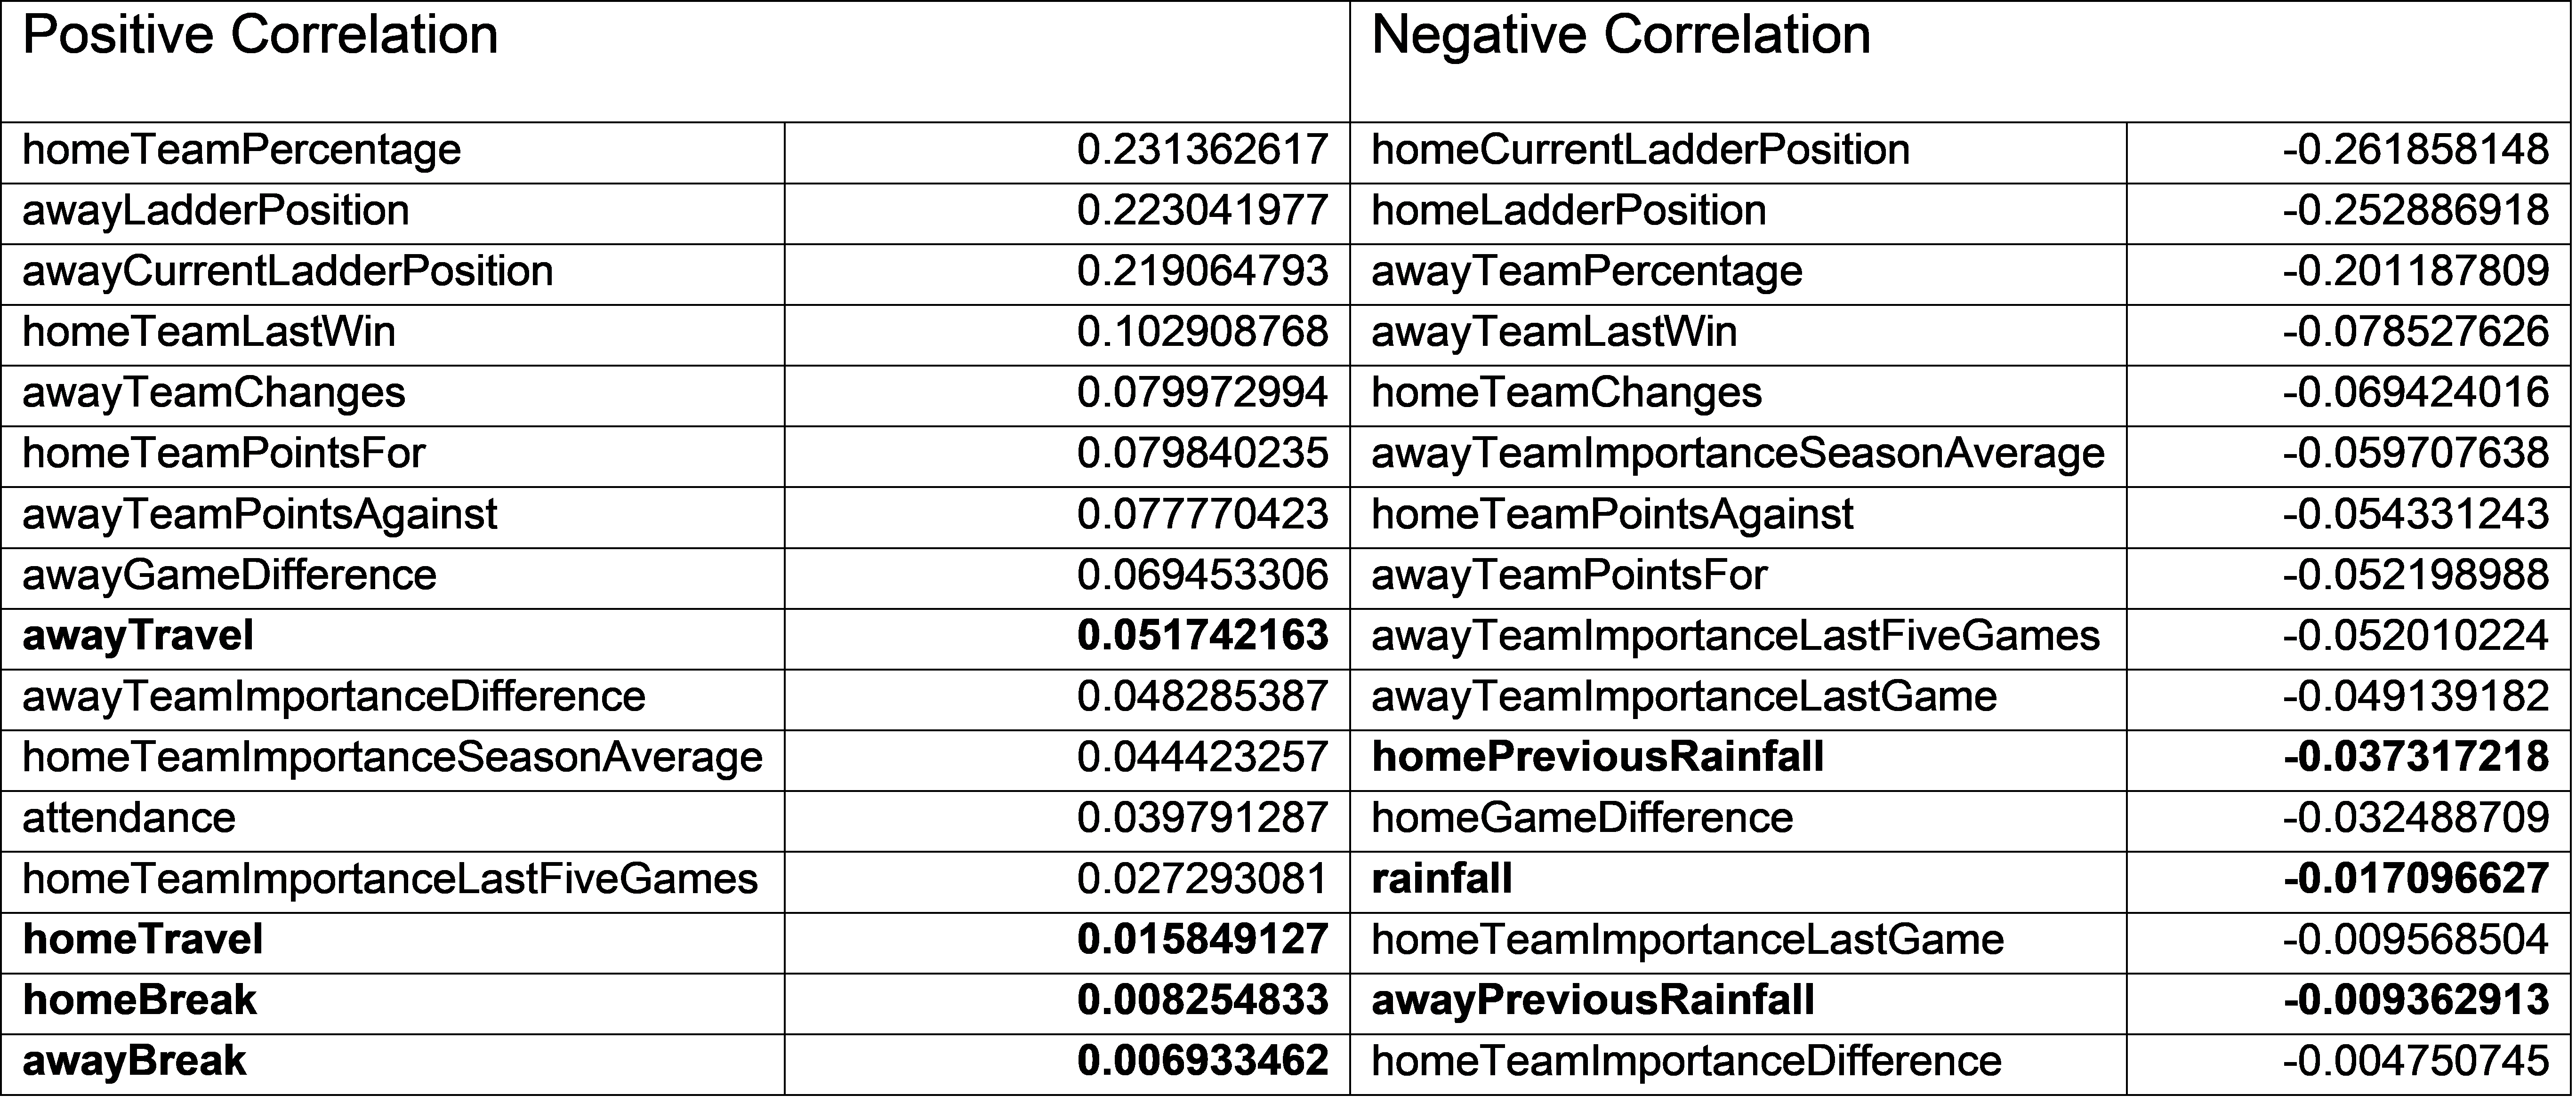 Positive Correlation Negative Correlation
homeTeamPercentage 0.231362617 homeCurrentLadderPosition -0.261858148
awayLadderPosition 0.223041977 homeLadderPosition -0.252886918
awayCurrentLadderPosition 0.219064793 awayTeamPercentage -0.201187809
homeTeamLastWin 0.102908768 awayTeamLastWin -0.078527626
awayTeamChanges 0.079972994 homeTeamChanges -0.069424016
homeTeamPointsFor 0.079840235 awayTeamImportanceSeasonAverage -0.059707638
awayTeamPointsAgainst 0.077770423 homeTeamPointsAgainst -0.054331243
awayGameDifference 0.069453306 awayTeamPointsFor -0.052198988
awayTravel 0.051742163 awayTeamImportanceLastFiveGames -0.052010224
awayTeamImportanceDifference 0.048285387 awayTeamImportanceLastGame -0.049139182
homeTeamImportanceSeasonAverage 0.044423257 homePreviousRainfall -0.037317218
attendance 0.039791287 homeGameDifference -0.032488709
homeTeamImportanceLastFiveGames 0.027293081 rainfall -0.017096627
homeTravel 0.015849127 homeTeamImportanceLastGame -0.009568504
homeBreak 0.008254833 awayPreviousRainfall -0.009362913
awayBreak 0.006933462 homeTeamImportanceDifference -0.004750745